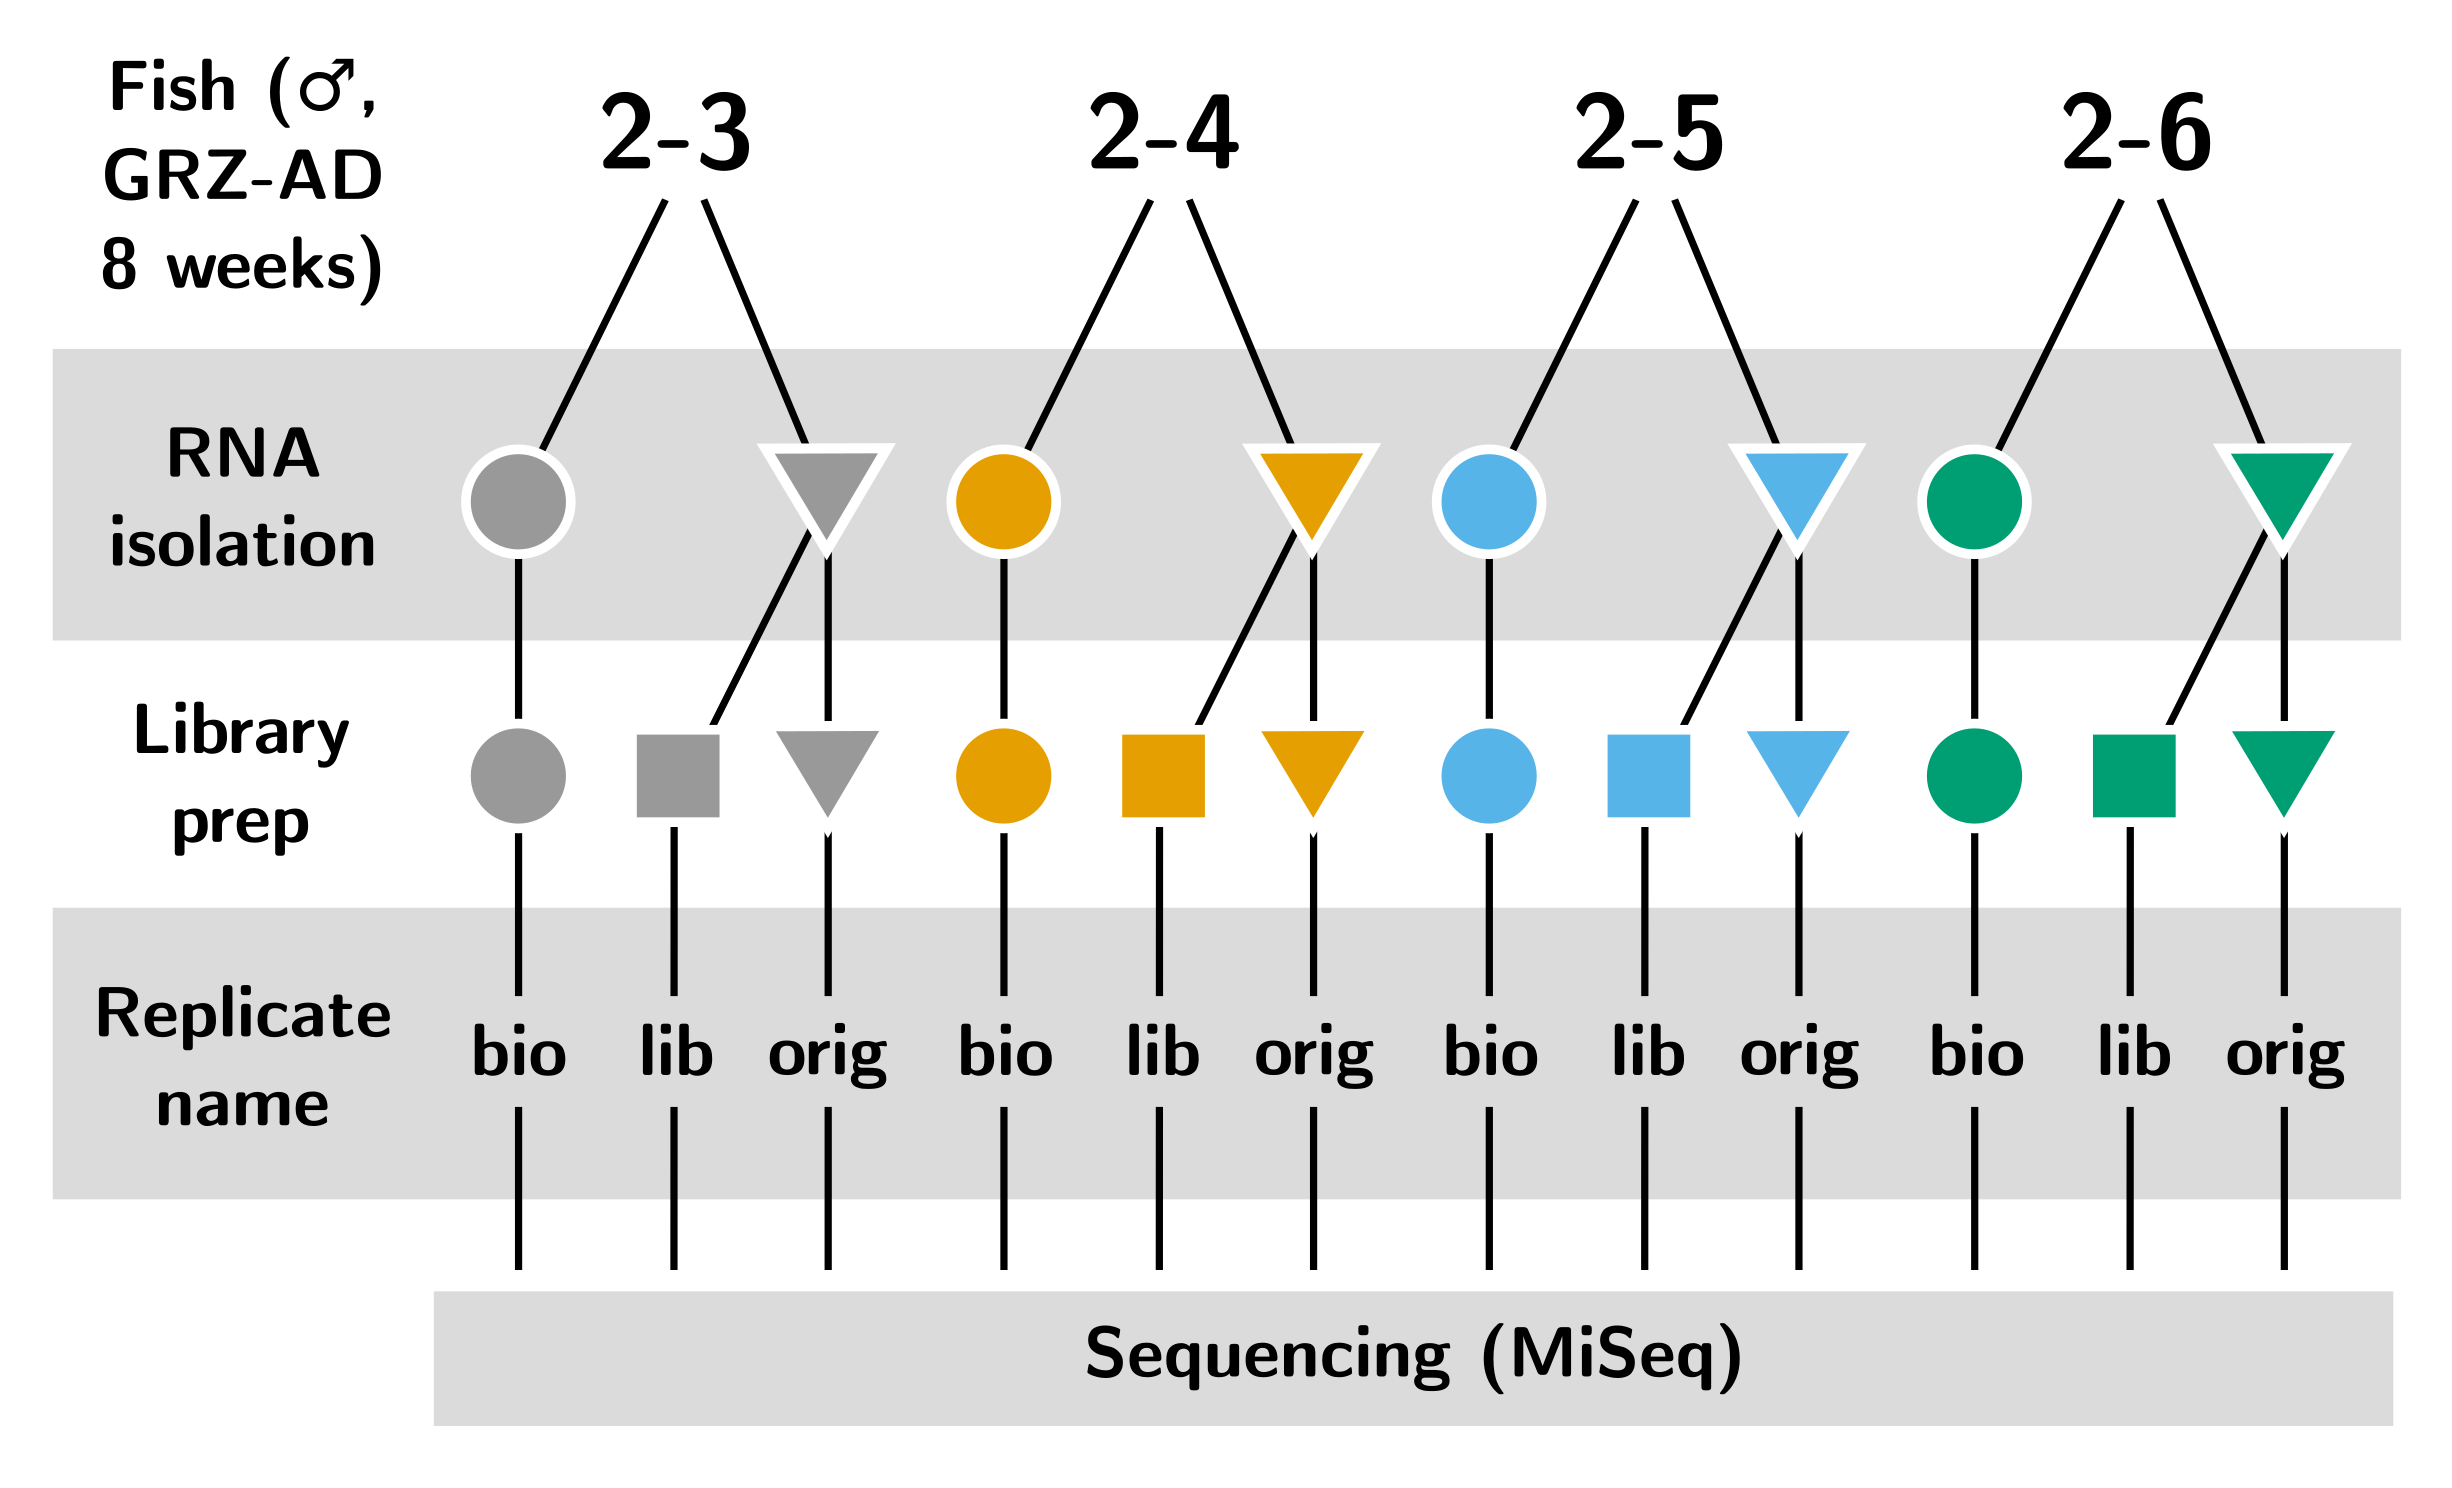 Fish (♂,
GRZ-AD
8 weeks)
2-3 2-4 2-5 2-6
RNA
isolation
Library
prep
Replicate
name
bio lib orig bio lib orig bio lib orig bio lib orig
Sequencing (MiSeq)